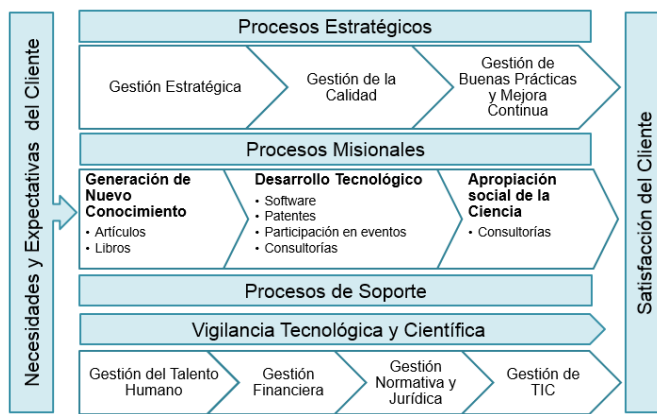 Necesidades y Expectativas del Cliente
Procesos Estratégicos
Gestión Estratégica
Gestión de la
Calidad
Gestión de
Buenas Prácticas
y Mejora
Continua
Procesos Misionales
Generación de
Nuevo
Conocimiento
• Artículos
• Libros
Desarrollo Tecnológico
• Software
• Patentes
• Participación en eventos
• Consultorías
Apropiación
social de la
Ciencia
• Consultorías
Procesos de Soporte
Vigilancia Tecnológica y Científica
Gestión del Talento
Humano
Gestión
Financiera
Gestión
Normativa y
Jurídica
Gestión de
TIC
Satisfacción del Cliente